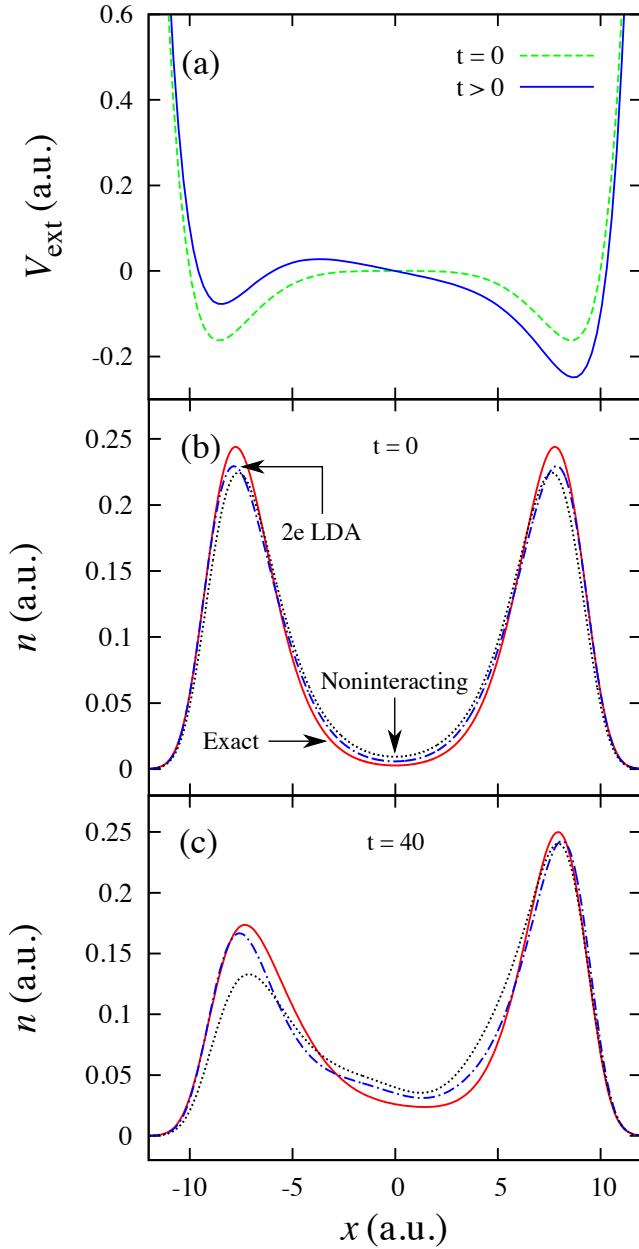 0.6
(a)
t = 0
t > 0
0.4
0.2
0
-0.2
V_ext (a.u.)
0.25
(b)
t = 0
0.2
2e LDA
0.15
0.1
Noninteracting
0.05
Exact
0
n (a.u.)
0.25
(c)
t = 40
0.2
0.15
0.1
0.05
0
n (a.u.)
-10 -5 0 5 10
x (a.u.)